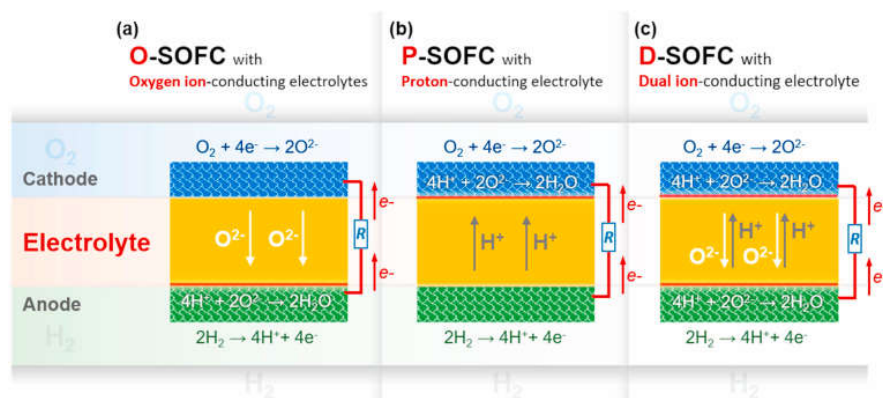 (a)
O-SOFC with
Oxygen ion-conducting electrolytes
(b)
P-SOFC with
Proton-conducting electrolyte
(c)
D-SOFC with
Dual ion-conducting electrolyte
O₂
O₂
O₂
O₂
Cathode
Electrolyte
Anode
H₂
O₂ + 4e⁻ → 2O²⁻
O²⁻ O²⁻
R
e-
e-
4H⁺ + 2O²⁻ → 2H₂O
2H₂ → 4H⁺+ 4e⁻
O₂ + 4e⁻ → 2O²⁻
4H⁺ + 2O²⁻ → 2H₂O
H⁺ H⁺
R
e-
e-
2H₂ → 4H⁺+ 4e⁻
O₂ + 4e⁻ → 2O²⁻
4H⁺ + 2O²⁻ → 2H₂O
O²⁻ H⁺ O²⁻ H⁺
R
e-
e-
4H⁺ + 2O²⁻ → 2H₂O
2H₂ → 4H⁺+ 4e⁻
H₂
H₂
H₂